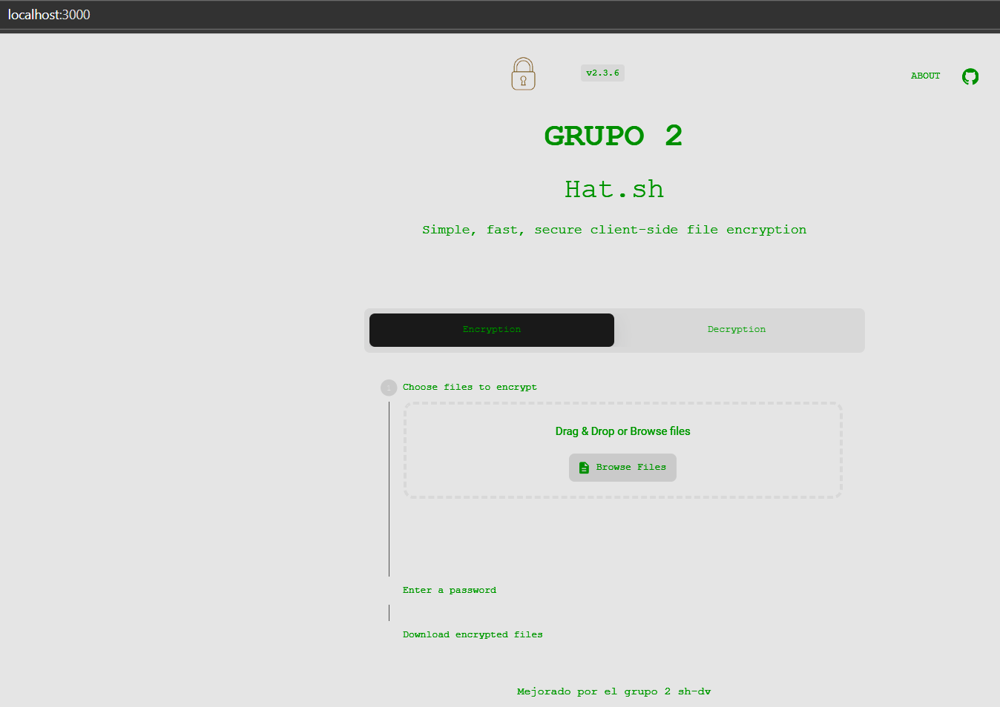 localhost:3000
v2.3.6
ABOUT
GRUPO 2
Hat.sh
Simple, fast, secure client-side file encryption
Encryption
Decryption
1
Choose files to encrypt
Drag & Drop or Browse files
Browse Files
Enter a password
Download encrypted files
Mejorado por el grupo 2 sh-dv